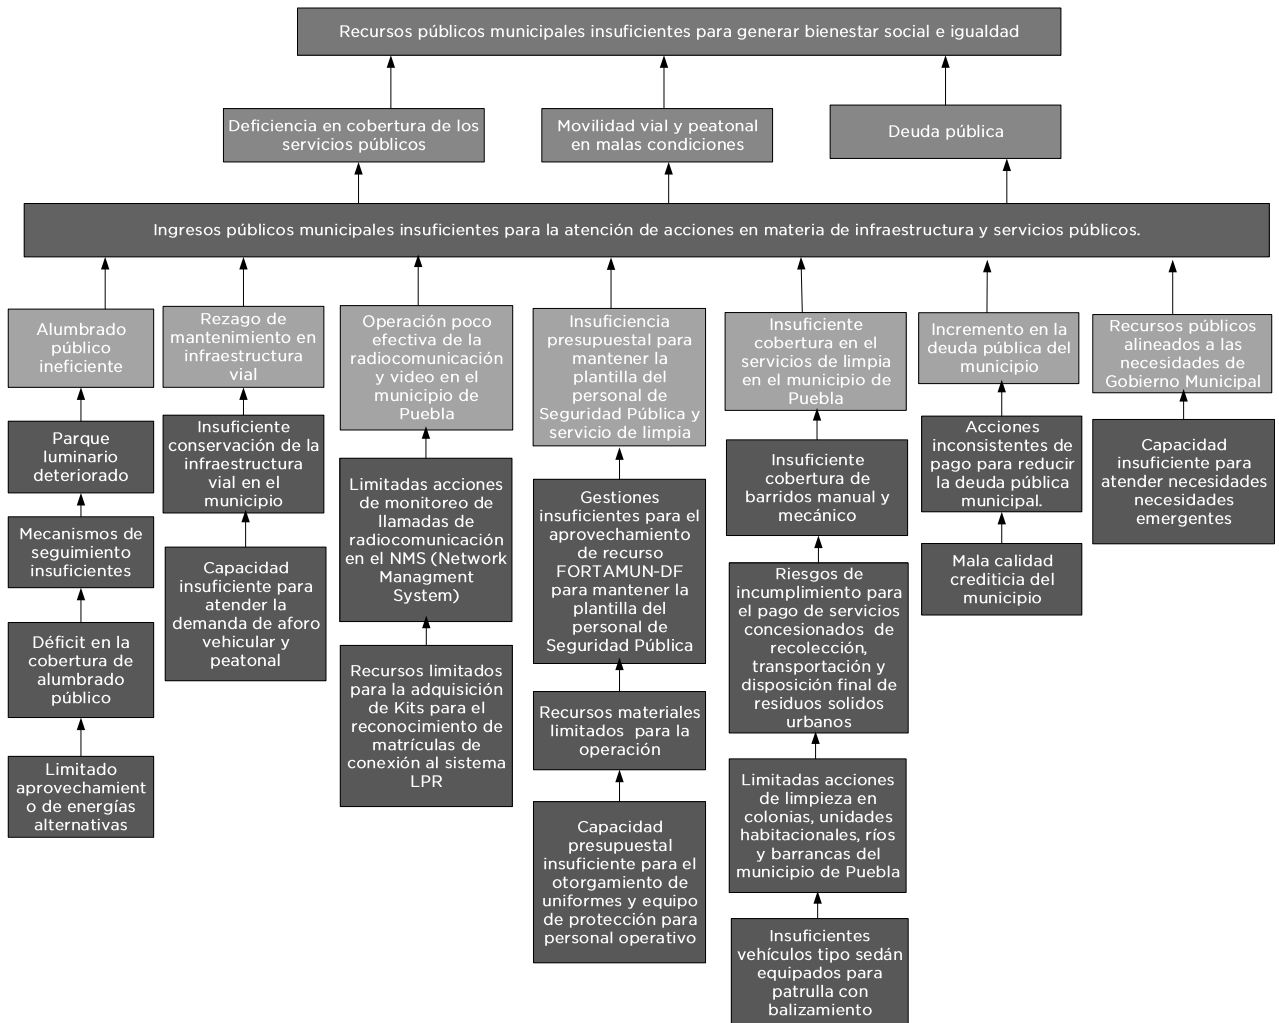 Recursos públicos municipales insuficientes para generar bienestar social e igualdad
Deficiencia en cobertura de los
servicios públicos
Movilidad vial y peatonal
en malas condiciones
Deuda pública
Ingresos públicos municipales insuficientes para la atención de acciones en materia de infraestructura y servicios públicos.
Alumbrado
público
ineficiente
Parque
luminario
deteriorado
Mecanismos de
seguimiento
insuficientes
Déficit en la
cobertura de
alumbrado
público
Limitado
aprovechamient
o de energías
alternativas
Rezago de
mantenimiento en
infraestructura
vial
Insuficiente
conservación de la
infraestructura
vial en el
municipio
Capacidad
insuficiente para
atender la
demanda de aforo
vehicular y
peatonal
Operación poco
efectiva de la
radiocomunicación
y video en el
municipio de
Puebla
Limitadas acciones
de monitoreo de
llamadas de
radiocomunicación
en el NMS (Network
Managment
System)
Recursos limitados
para la adquisición
de Kits para el
reconocimiento de
matrículas de
conexión al sistema
LPR
Insuficiencia
presupuestal para
mantener la
plantilla del
personal de
Seguridad Pública y
servicio de limpia
Gestiones
insuficientes para el
aprovechamiento
de recurso
FORTAMUN-DF
para mantener la
plantilla del
personal de
Seguridad Pública
Recursos materiales
limitados para la
operación
Capacidad
presupuestal
insuficiente para el
otorgamiento de
uniformes y equipo
de protección para
personal operativo
Insuficiente
cobertura en el
servicios de limpia
en el municipio de
Puebla
Insuficiente
cobertura de
barridos manual y
mecánico
Riesgos de
incumplimiento para
el pago de servicios
concesionados de
recolección,
transportación y
disposición final de
residuos solidos
urbanos
Limitadas acciones
de limpieza en
colonias, unidades
habitacionales, ríos
y barrancas del
municipio de Puebla
Insuficientes
vehículos tipo sedán
equipados para
patrulla con
balizamiento
Incremento en la
deuda pública del
municipio
Acciones
inconsistentes de
pago para reducir
la deuda pública
municipal.
Mala calidad
crediticia del
municipio
Recursos públicos
alineados a las
necesidades de
Gobierno Municipal
Capacidad
insuficiente para
atender necesidades
necesidades
emergentes